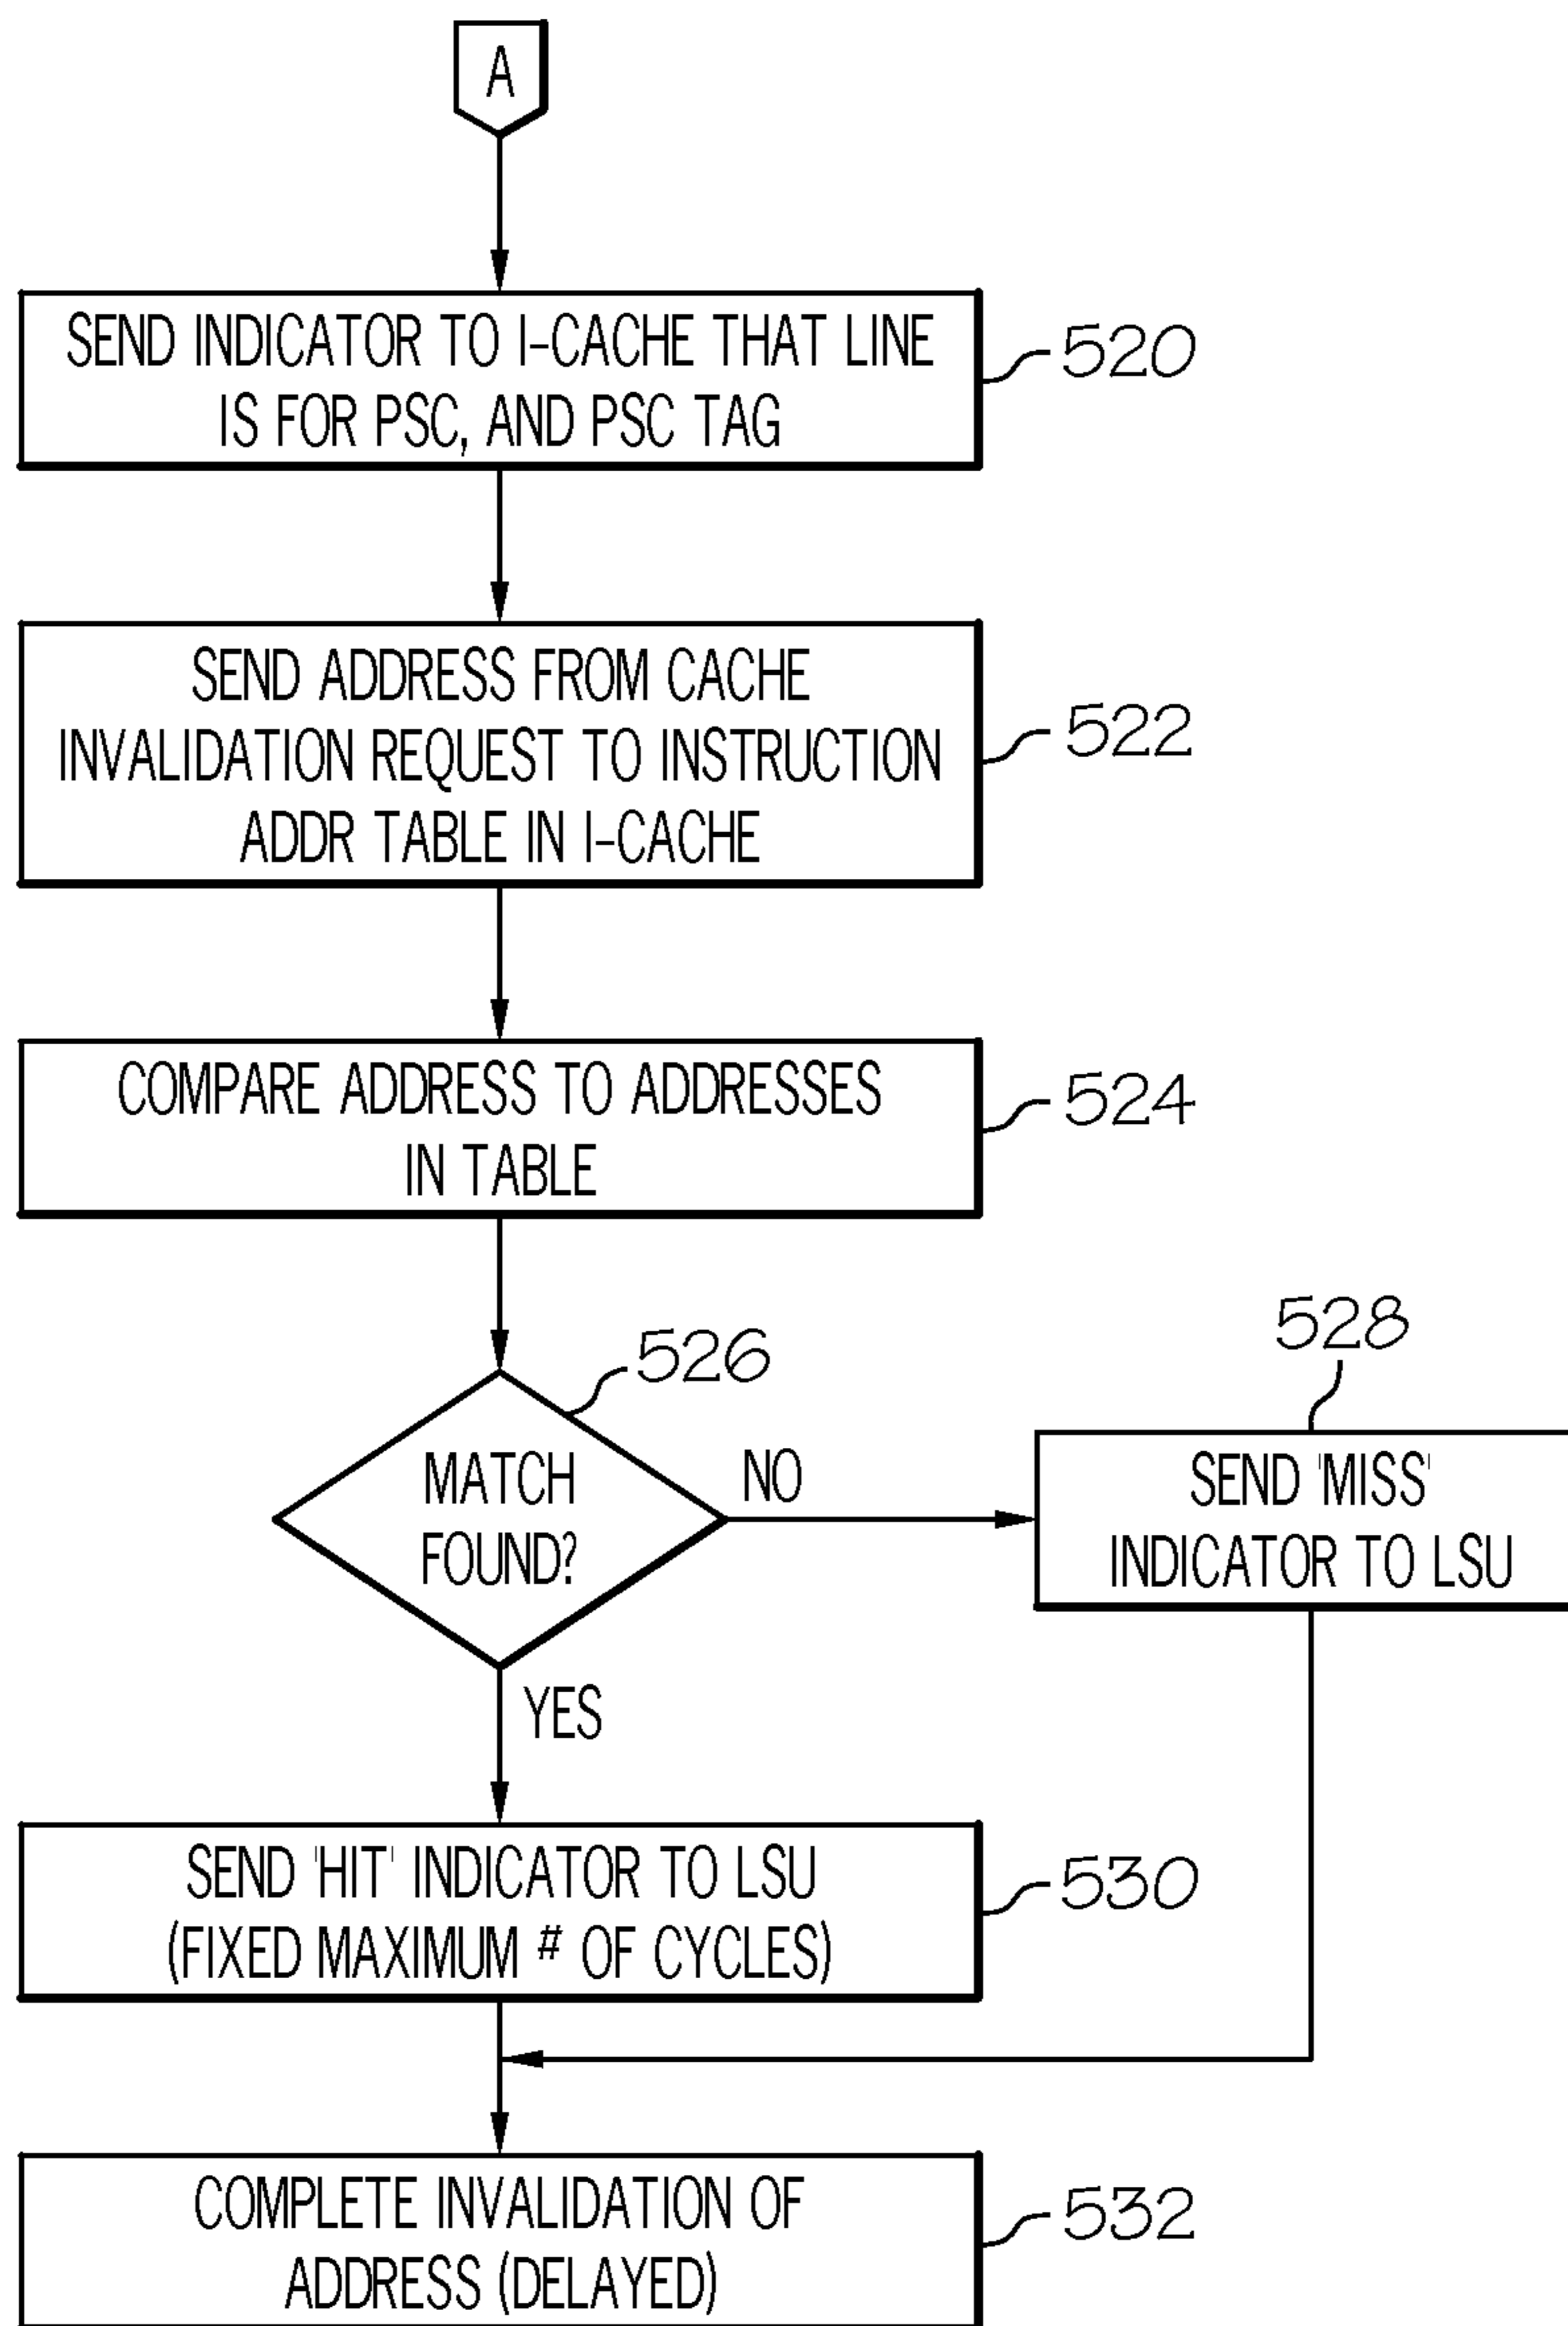 A
SEND INDICATOR TO I-CACHE THAT LINE
IS FOR PSC, AND PSC TAG
520
SEND ADDRESS FROM CACHE
INVALIDATION REQUEST TO INSTRUCTION
ADDR TABLE IN I-CACHE
522
COMPARE ADDRESS TO ADDRESSES
IN TABLE
524
526
MATCH
FOUND?
NO
528
SEND 'MISS'
INDICATOR TO LSU
YES
SEND 'HIT' INDICATOR TO LSU
(FIXED MAXIMUM # OF CYCLES)
530
COMPLETE INVALIDATION OF
ADDRESS (DELAYED)
532